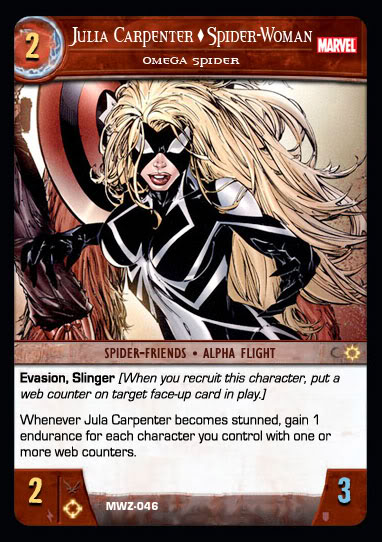 2
JULIA CARPENTER ♦ SPIDER-WOMAN
MARVEL
OMEGA SPIDER
SPIDER-FRIENDS • ALPHA FLIGHT
C
Evasion, Slinger [When you recruit this character, put a
web counter on target face-up card in play.]
Whenever Jula Carpenter becomes stunned, gain 1
endurance for each character you control with one or
more web counters.
2
MWZ-046
3